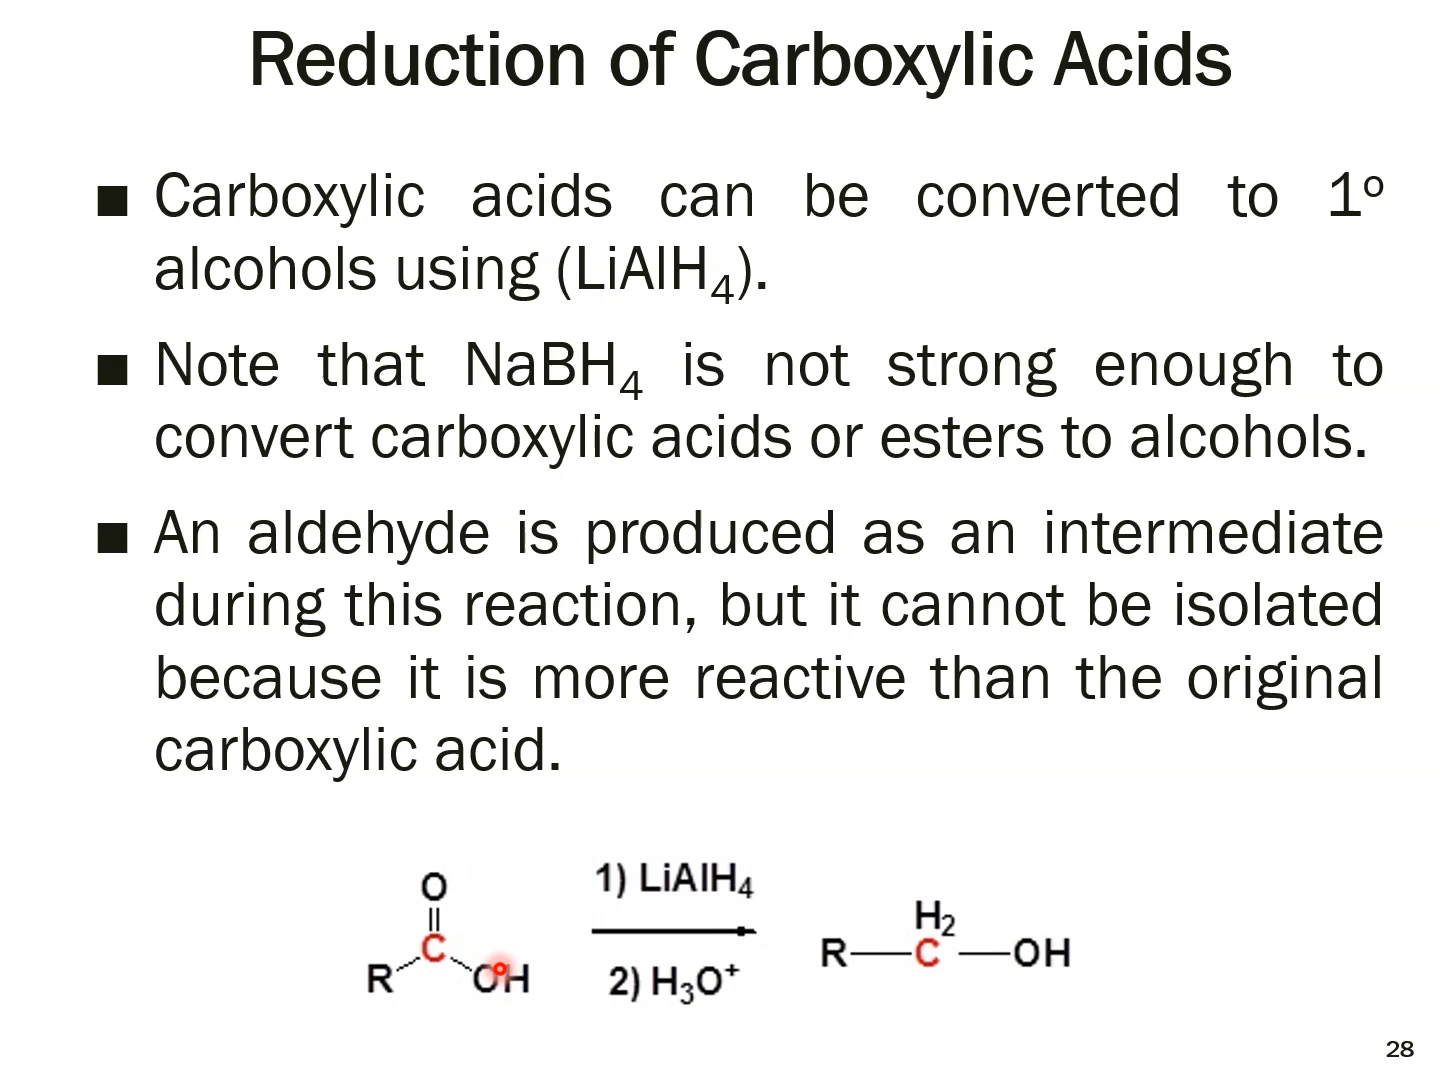 Reduction of Carboxylic Acids
■ Carboxylic acids can be converted to 1º
alcohols using (LiAlH₄).
■ Note that NaBH₄ is not strong enough to
convert carboxylic acids or esters to alcohols.
■ An aldehyde is produced as an intermediate
during this reaction, but it cannot be isolated
because it is more reactive than the original
carboxylic acid.
O
C
R
OH
1) LiAlH₄
2) H₃O⁺
H₂
R C OH
28